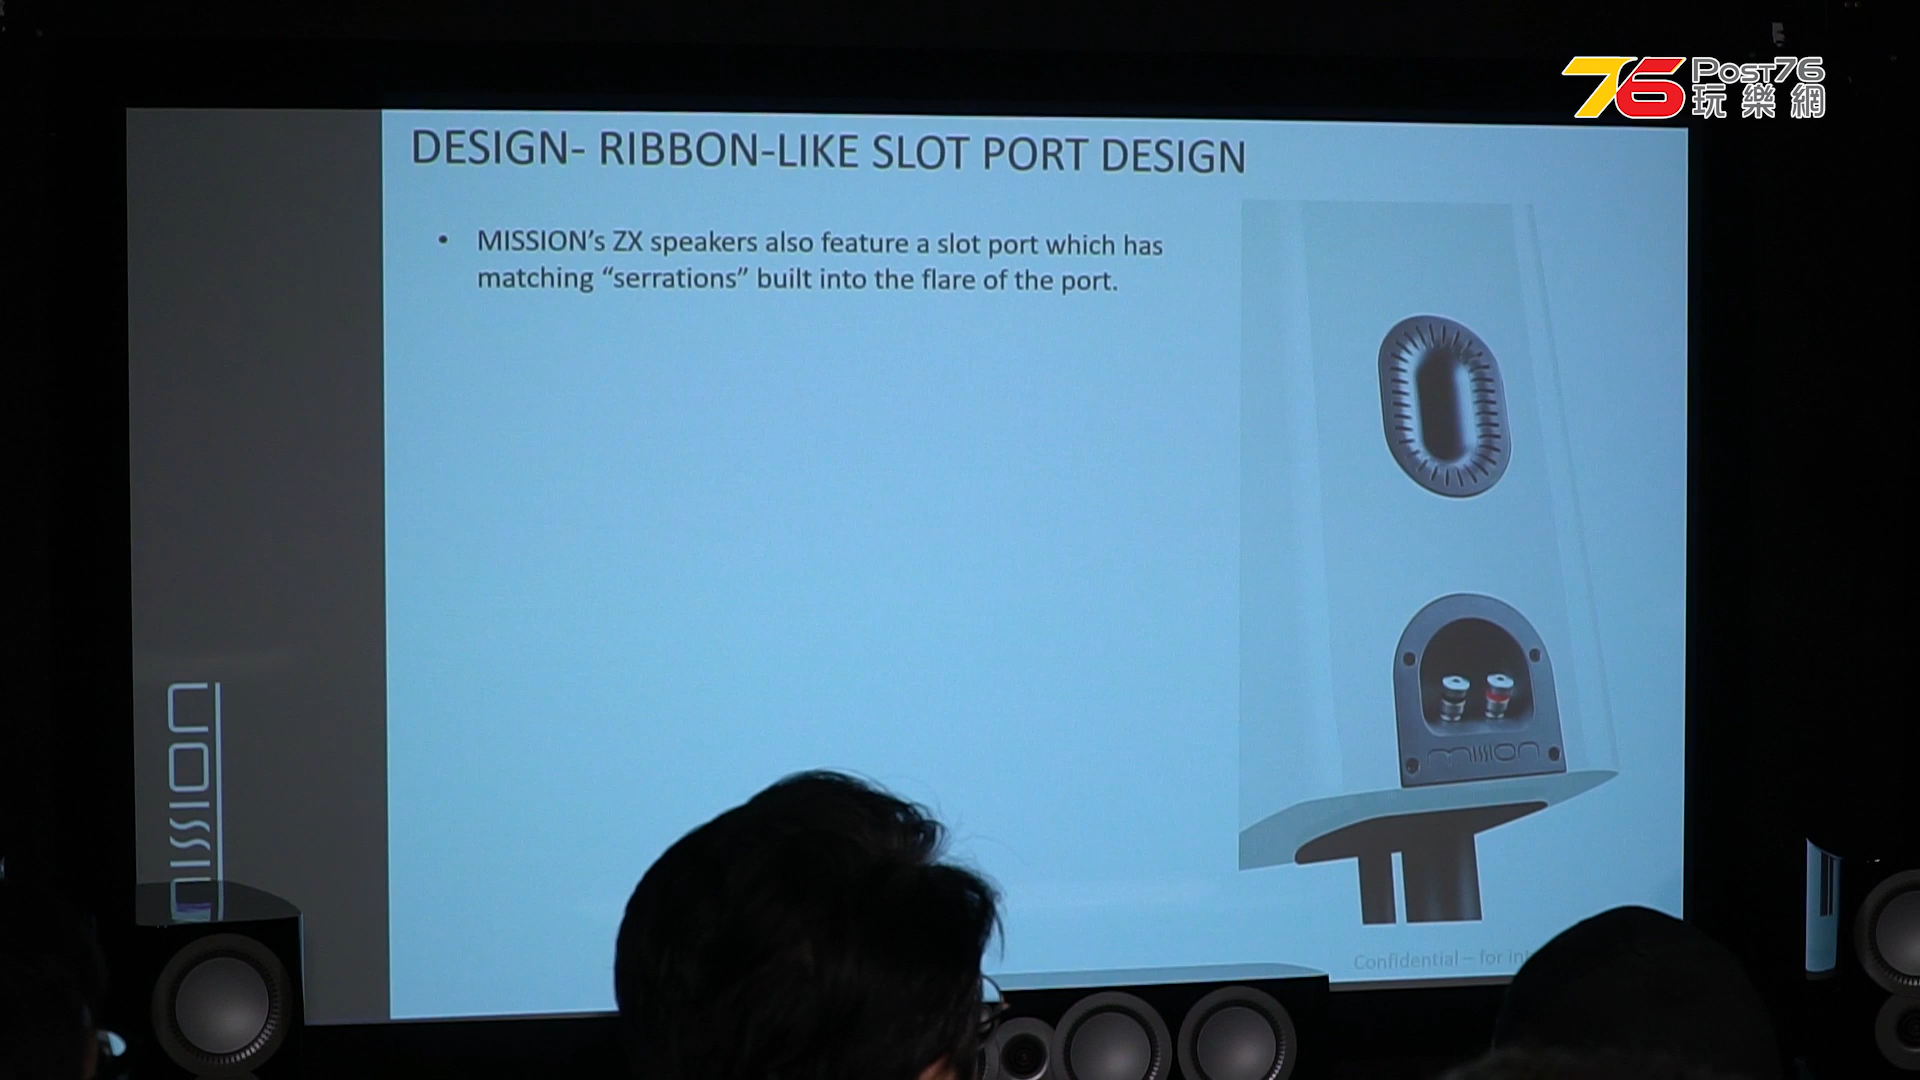 76 Post76
玩樂網
DESIGN- RIBBON-LIKE SLOT PORT DESIGN
• MISSION's ZX speakers also feature a slot port which has
matching “serrations” built into the flare of the port.
mission
mission
Confidential – for